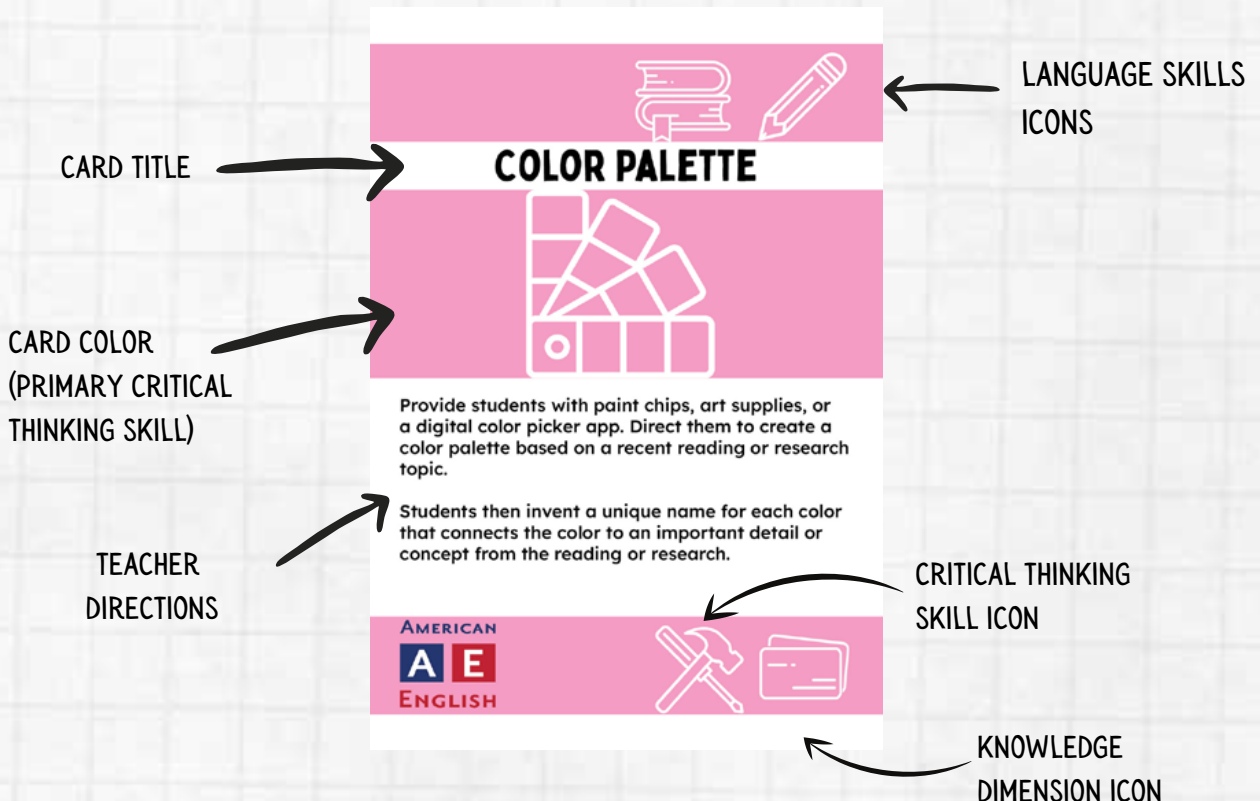 LANGUAGE SKILLS
ICONS
CARD TITLE
COLOR PALETTE
CARD COLOR
(PRIMARY CRITICAL
THINKING SKILL)
Provide students with paint chips, art supplies, or
a digital color picker app. Direct them to create a
color palette based on a recent reading or research
topic.
Students then invent a unique name for each color
that connects the color to an important detail or
concept from the reading or research.
TEACHER
DIRECTIONS
CRITICAL THINKING
SKILL ICON
AMERICAN
A E
ENGLISH
KNOWLEDGE
DIMENSION ICON